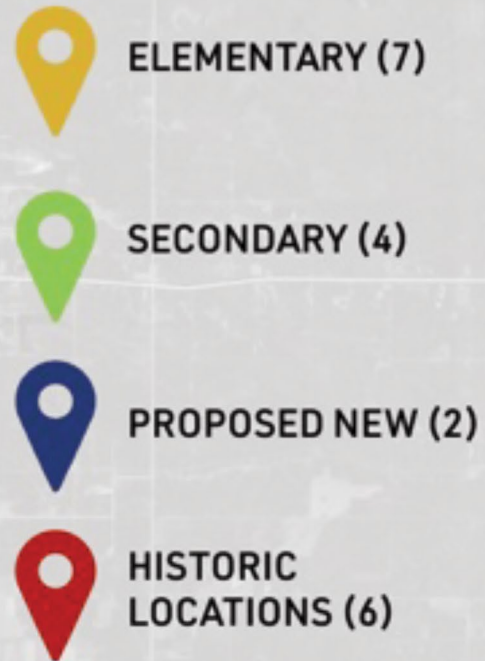 ELEMENTARY (7)
SECONDARY (4)
PROPOSED NEW (2)
HISTORIC
LOCATIONS (6)